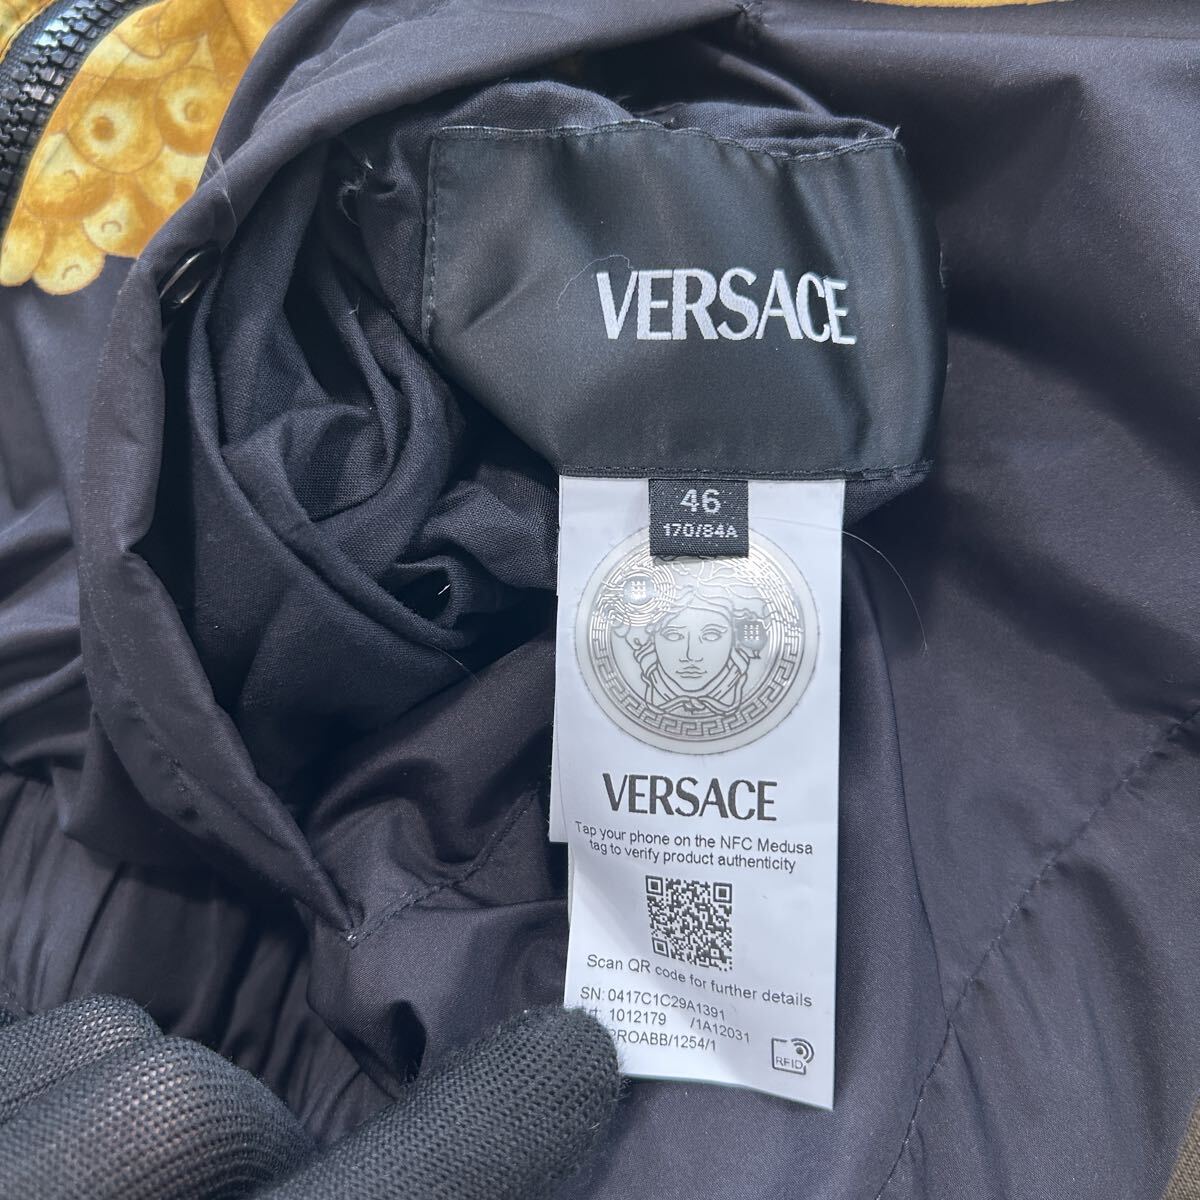 VERSACE
46
170/84A
VERSACE
Tap your phone on the NFC Medusa
tag to verify product authenticity
Scan QR code for further details
SN: 0417C1C29A1391
1012179 /1A12031
PROABB/1254/1
RFID